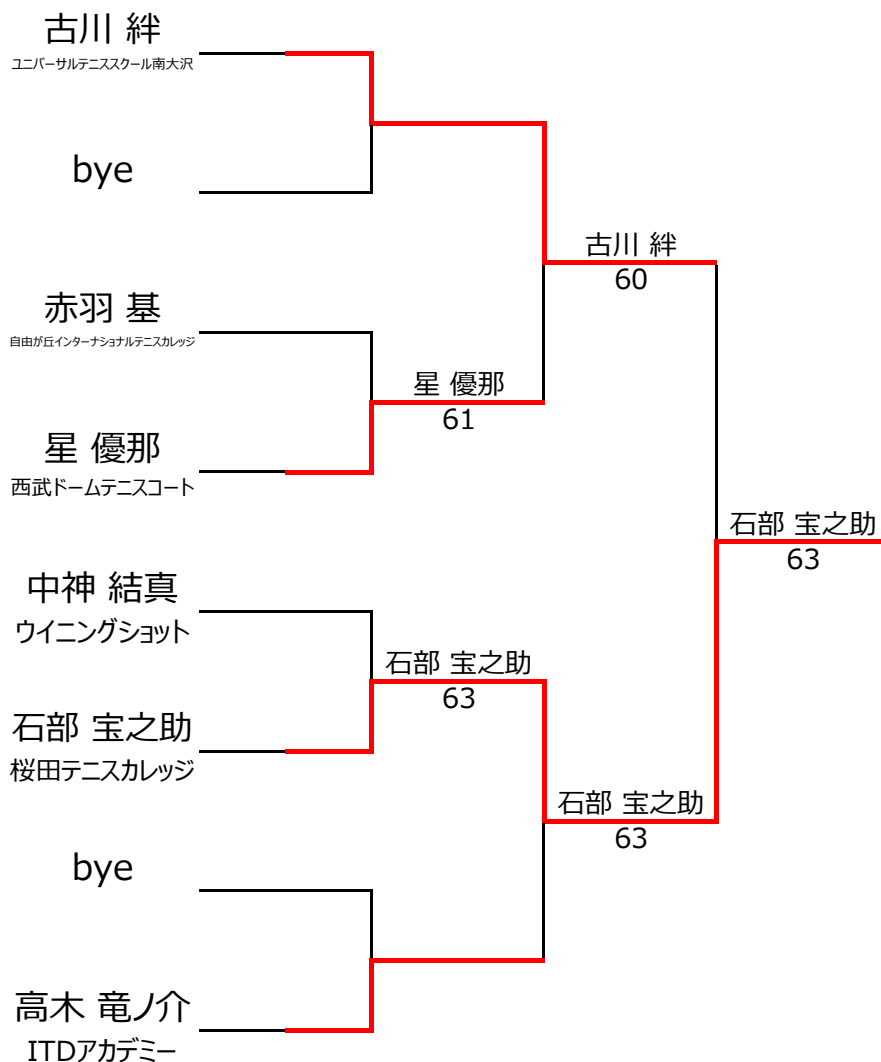 古川 絆
ユニバーサルテニススクール南大沢
bye
赤羽 基
自由が丘インターナショナルテニスカレッジ
星 優那
西武ドームテニスコート
中神 結真
ウイニングショット
石部 宝之助
桜田テニスカレッジ
bye
高木 竜ノ介
ITDアカデミー
星 優那
61
石部 宝之助
63
古川 絆
60
石部 宝之助
63
石部 宝之助
63